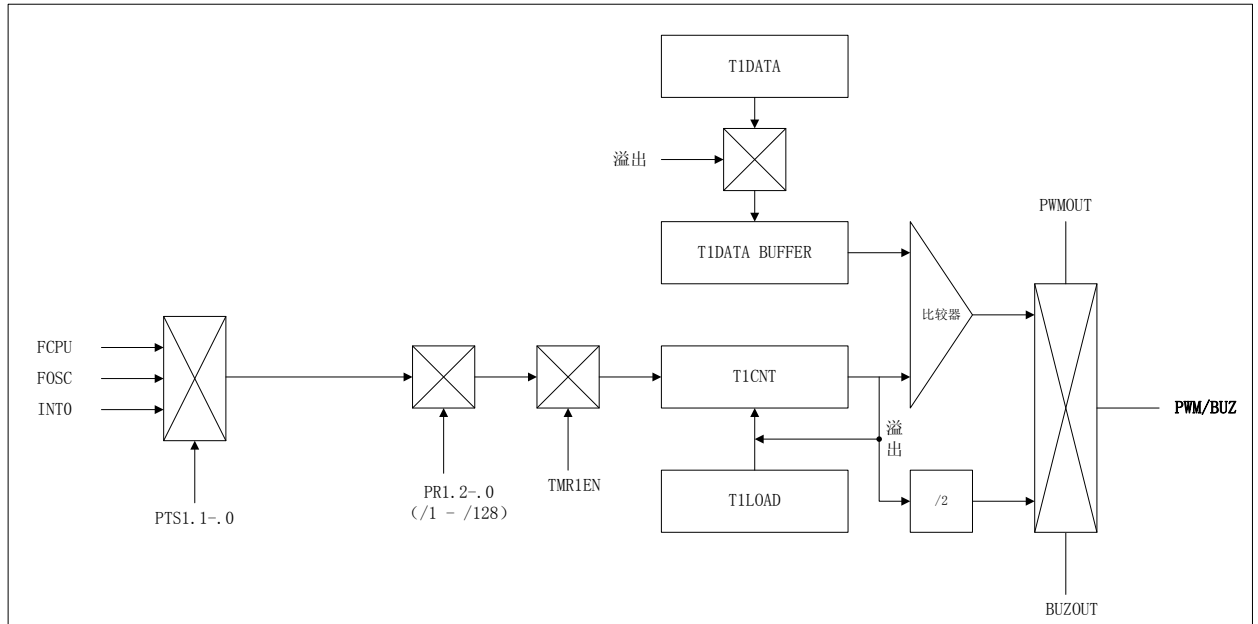 T1DATA
溢出
PWMOUT
T1DATA BUFFER
比较器
FCPU
FOSC
INT0
T1CNT
PWM/BUZ
溢
出
PR1.2-.0
(/1 - /128)
TMR1EN
T1LOAD
/2
PTS1.1-.0
BUZOUT